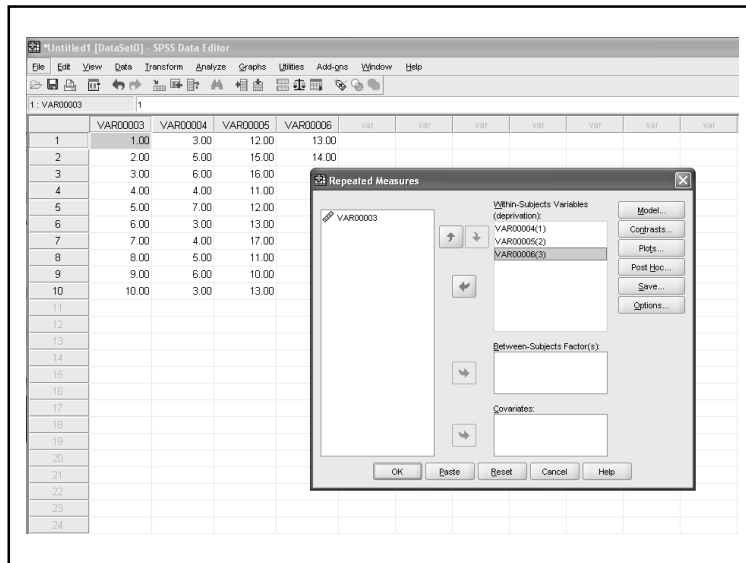 *Untitled1 [DataSet0] - SPSS Data Editor
File Edit View Data Transform Analyze Graphs Utilities Add-ons Window Help
1 : VAR00003 1
VAR00003 VAR00004 VAR00005 VAR00006 var var var var var var var
1 1.00 3.00 12.00 13.00
2 2.00 5.00 15.00 14.00
3 3.00 6.00 16.00
4 4.00 4.00 11.00
5 5.00 7.00 12.00
6 6.00 3.00 13.00
7 7.00 4.00 17.00
8 8.00 5.00 11.00
9 9.00 6.00 10.00
10 10.00 3.00 13.00
11
12
13
14
15
16
17
18
19
20
21
22
23
24
Repeated Measures
VAR00003
Within-Subjects Variables
(deprivation):
VAR00004(1)
VAR00005(2)
VAR00006(3)
Model...
Contrasts...
Plots...
Post Hoc...
Save...
Options...
Between-Subjects Factor(s):
Covariates:
OK Paste Reset Cancel Help